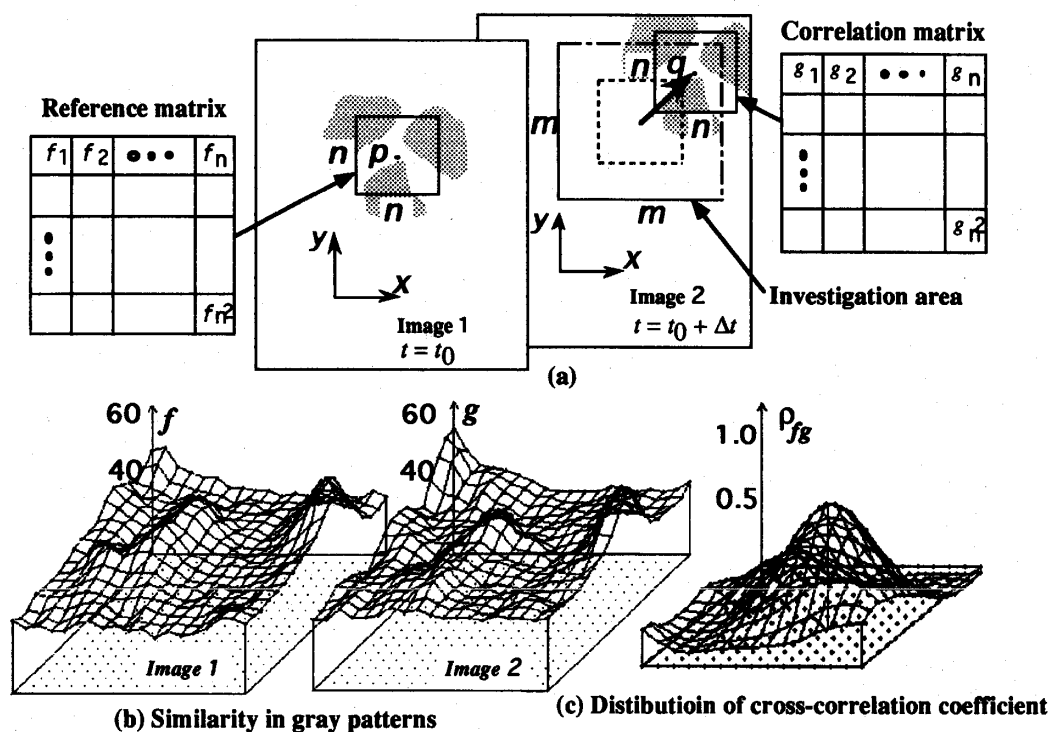 Reference matrix
f1 f2 ●●● fn
fn2
n p
n
y
x
Image 1
t = t0
n q
n
m
m
y
x
Image 2
t = t0 + Δt
Correlation matrix
g1 g2 ●●● gn
gn2
Investigation area
(a)
60 f
40
Image 1
60 g
40
Image 2
(b) Similarity in gray patterns
1.0 ρfg
0.5
(c) Distibutioin of cross-correlation coefficient